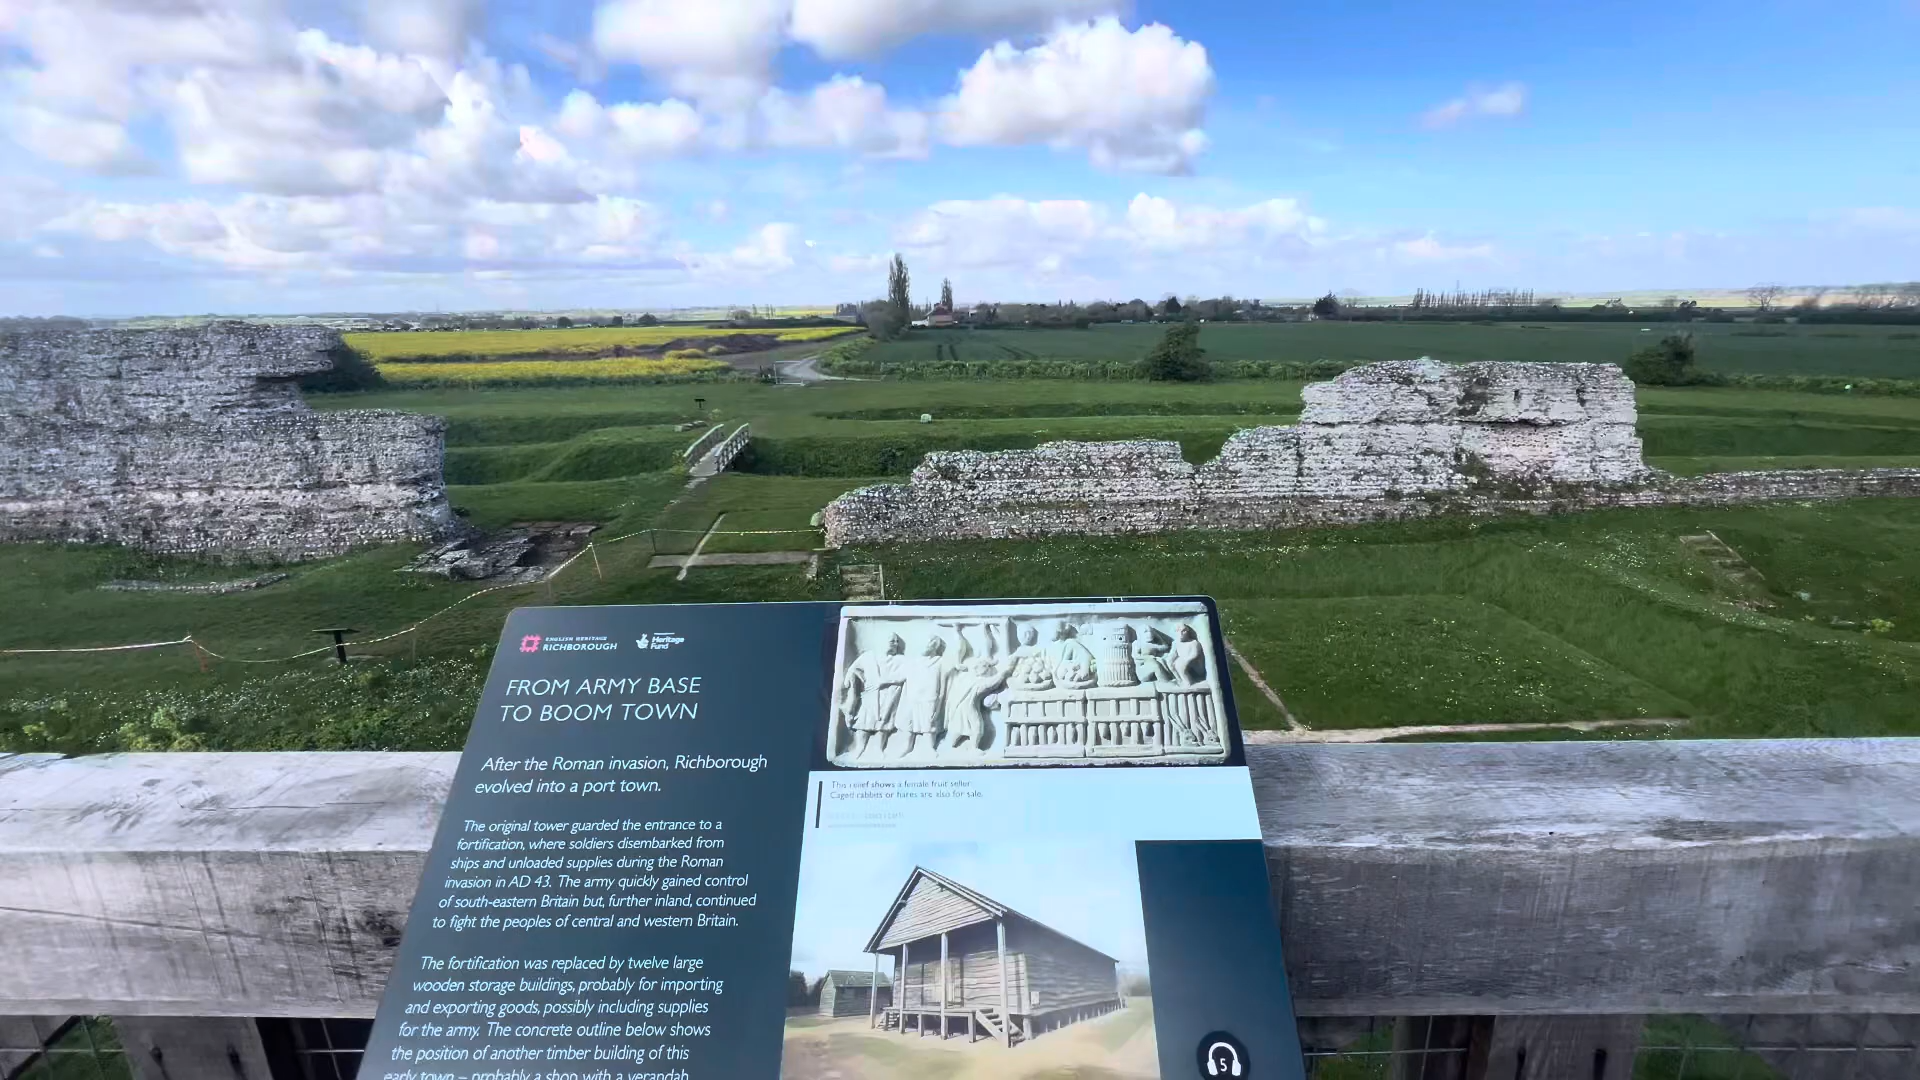 ENGLISH HERITAGE
RICHBOROUGH
Heritage
Fund
FROM ARMY BASE
TO BOOM TOWN
After the Roman invasion, Richborough
evolved into a port town.
The original tower guarded the entrance to a
fortification, where soldiers disembarked from
ships and unloaded supplies during the Roman
invasion in AD 43. The army quickly gained control
of south-eastern Britain but, further inland, continued
to fight the peoples of central and western Britain.
The fortification was replaced by twelve large
wooden storage buildings, probably for importing
and exporting goods, possibly including supplies
for the army. The concrete outline below shows
the position of another timber building of this
early town – probably a shop with a verandah
This relief shows a female fruit seller.
Caged rabbits or hares are also for sale.
5